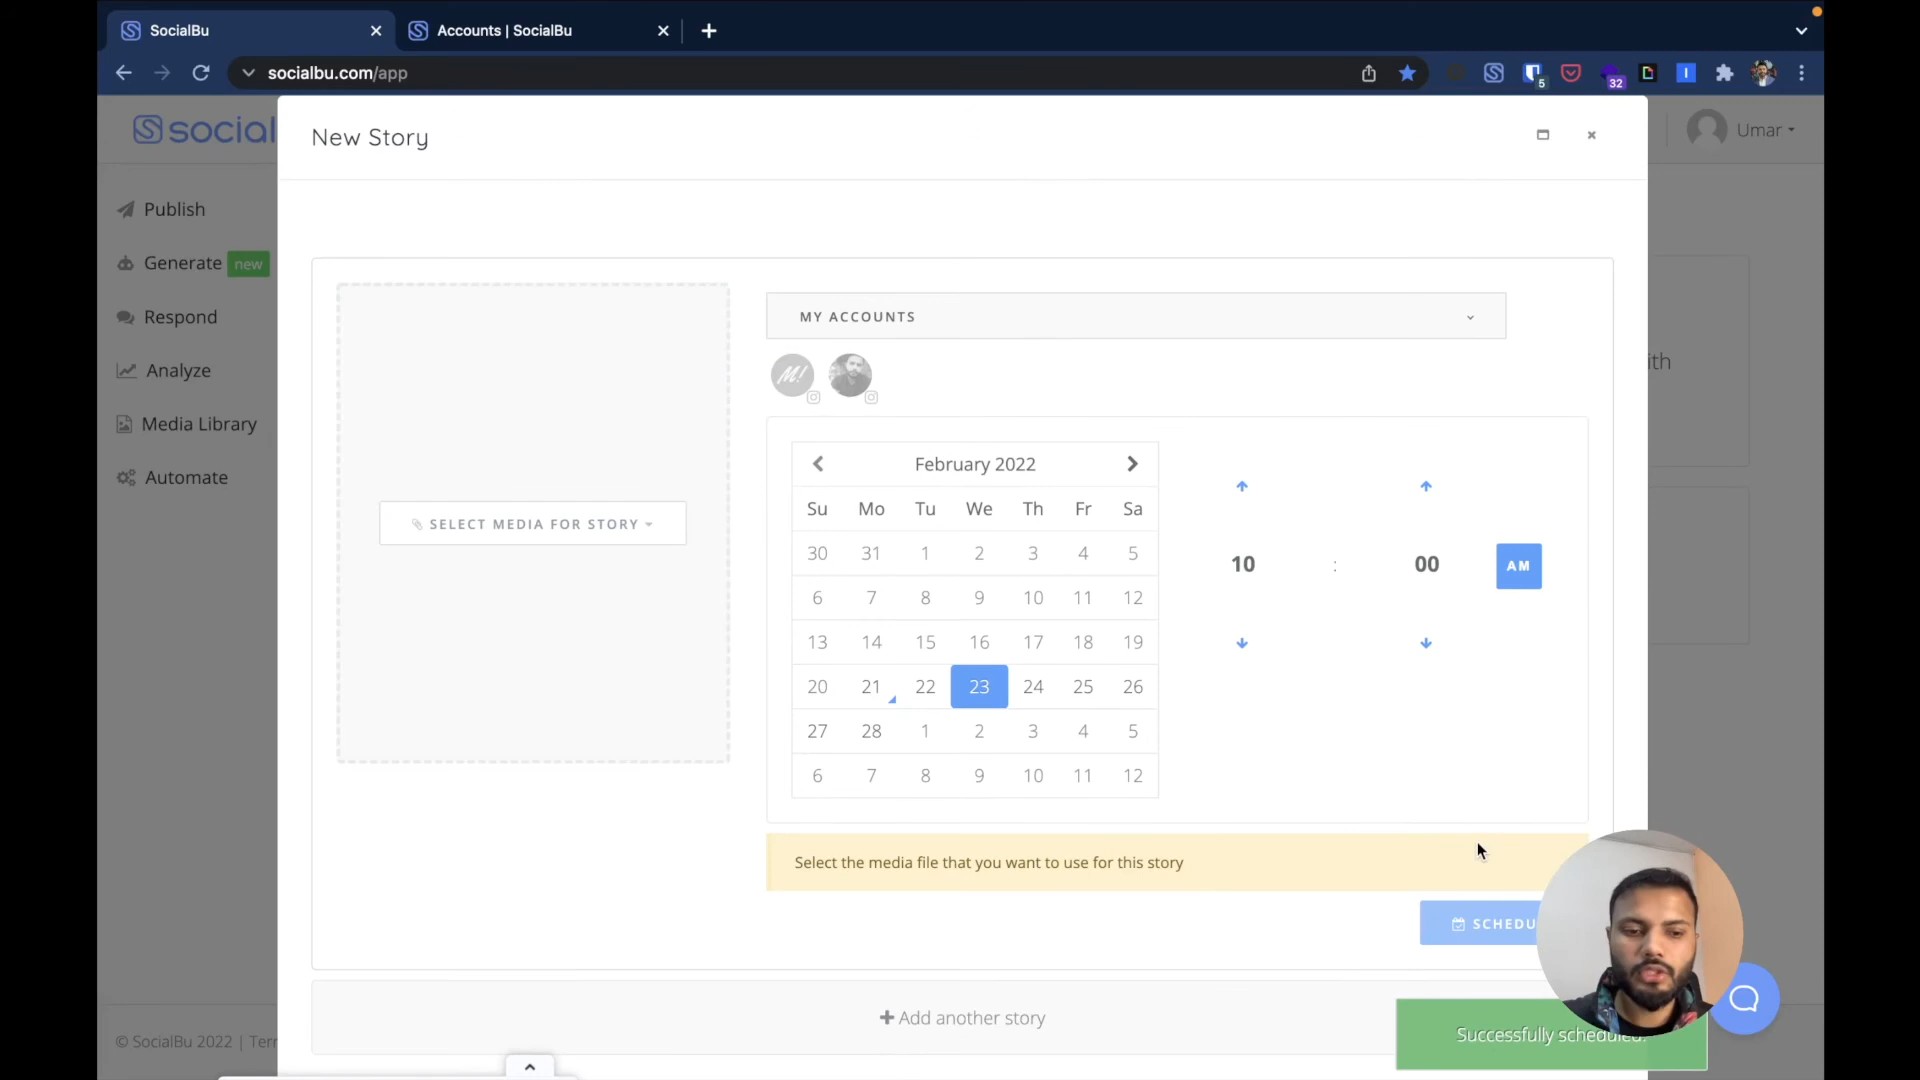 SocialBu
Accounts | SocialBu
socialbu.com/app
5
32
social
New Story
Umar
Publish
Generate new
Respond
Analyze
Media Library
Automate
SELECT MEDIA FOR STORY
MY ACCOUNTS
M!
February 2022
Su Mo Tu We Th Fr Sa
30 31 1 2 3 4 5
6 7 8 9 10 11 12
13 14 15 16 17 18 19
20 21 22 23 24 25 26
27 28 1 2 3 4 5
6 7 8 9 10 11 12
10 : 00 AM
ith
Select the media file that you want to use for this story
SCHEDU
+ Add another story
Successfully scheduled.
© SocialBu 2022 | Terr